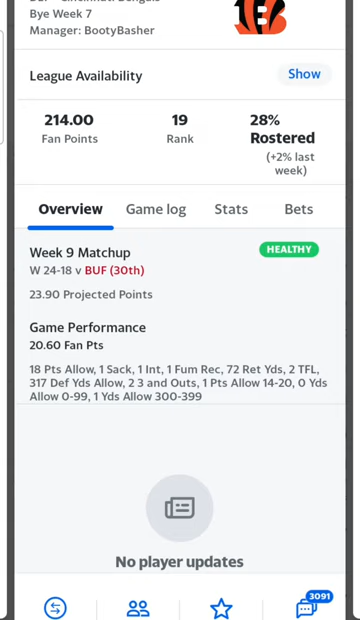 Bye Week 7
Manager: BootyBasher
League Availability
Show
214.00
Fan Points
19
Rank
28%
Rostered
(+2% last
week)
Overview
Game log
Stats
Bets
Week 9 Matchup
HEALTHY
W 24-18 v BUF (30th)
23.90 Projected Points
Game Performance
20.60 Fan Pts
18 Pts Allow, 1 Sack, 1 Int, 1 Fum Rec, 72 Ret Yds, 2 TFL,
317 Def Yds Allow, 2 3 and Outs, 1 Pts Allow 14-20, 0 Yds
Allow 0-99, 1 Yds Allow 300-399
No player updates
3091